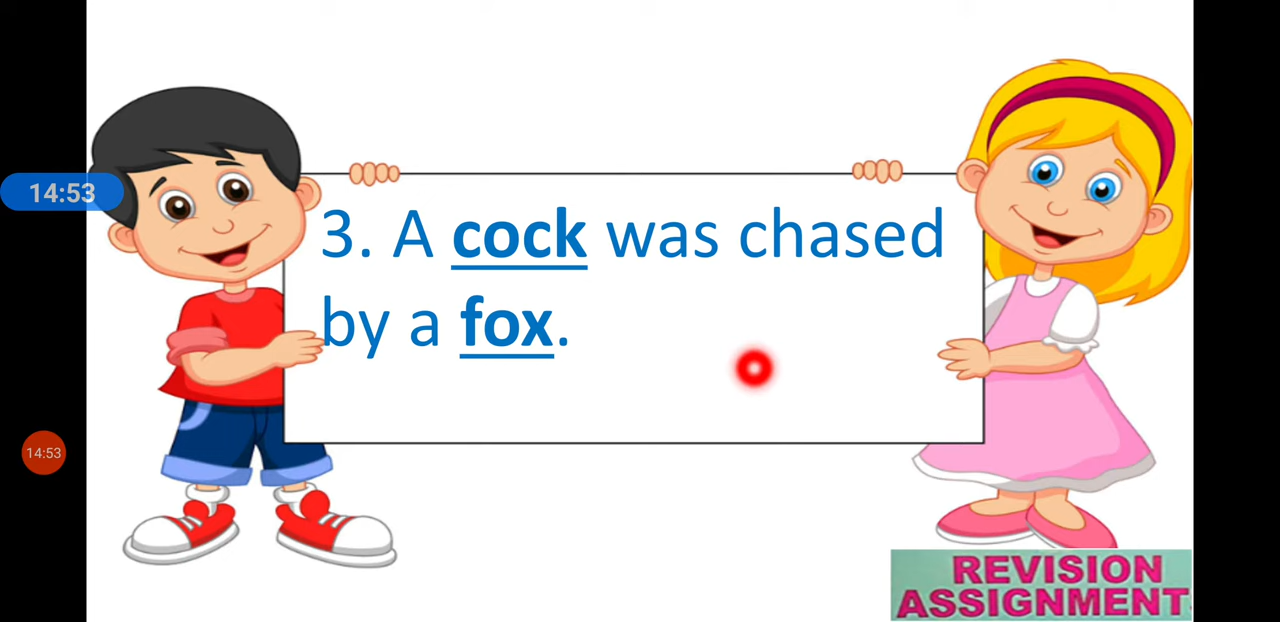 14:53
3. A cock was chased
by a fox.
14:53
REVISION
ASSIGNMENT